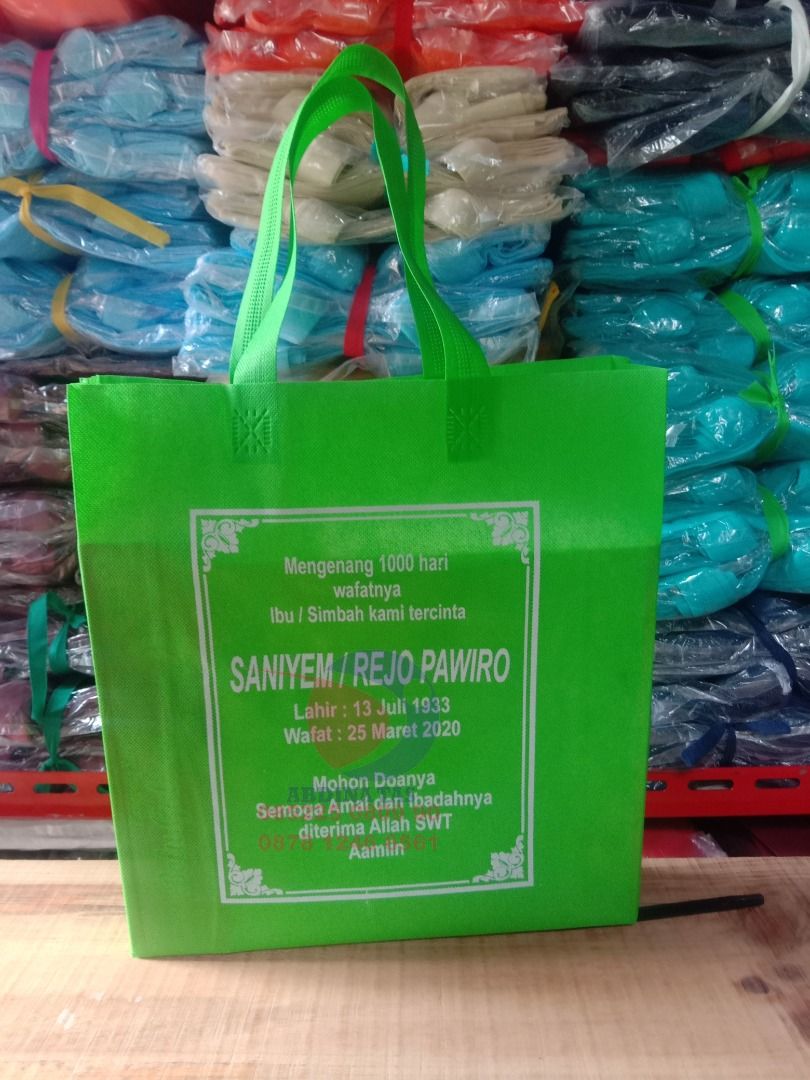 Mengenang 1000 hari
wafatnya
Ibu / Simbah kami tercinta
SANIYEM / REJO PAWIRO
Lahir : 13 Juli 1933
Wafat : 25 Maret 2020
Mohon Doanya
Semoga Amal dan Ibadahnya
diterima Allah SWT
Aamiin